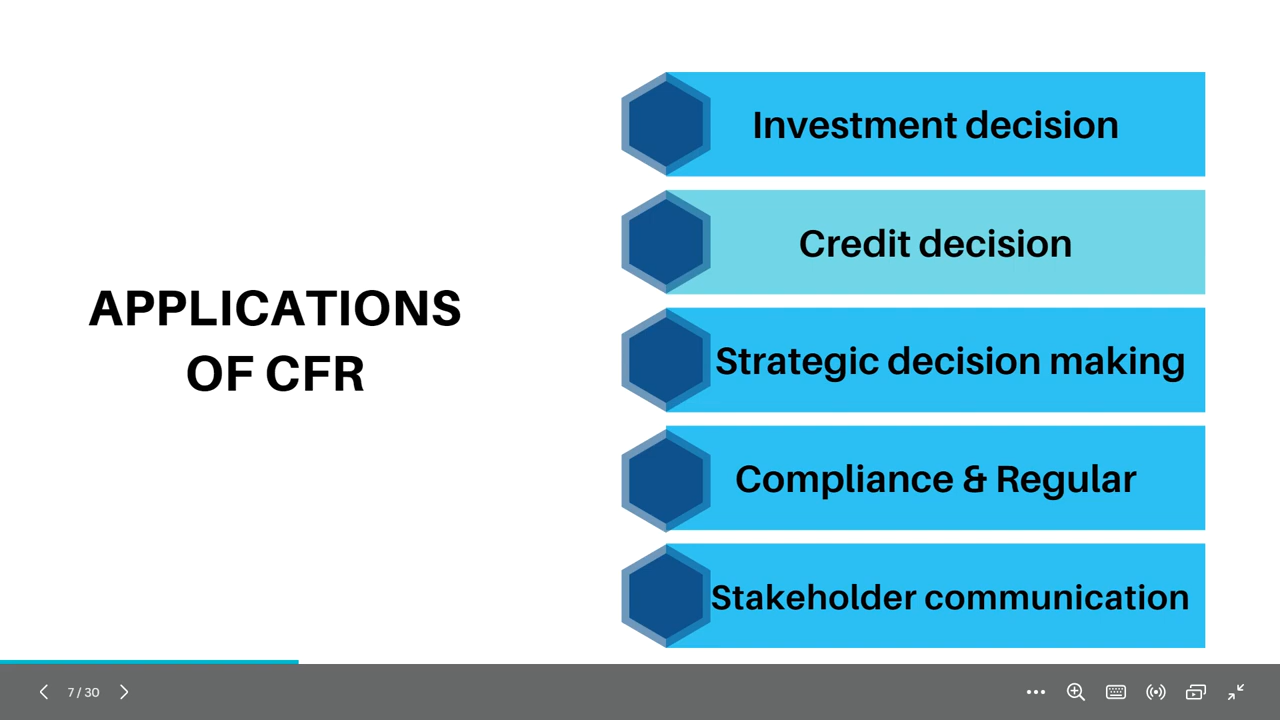 APPLICATIONS
OF CFR
Investment decision
Credit decision
Strategic decision making
Compliance & Regular
Stakeholder communication
7 / 30